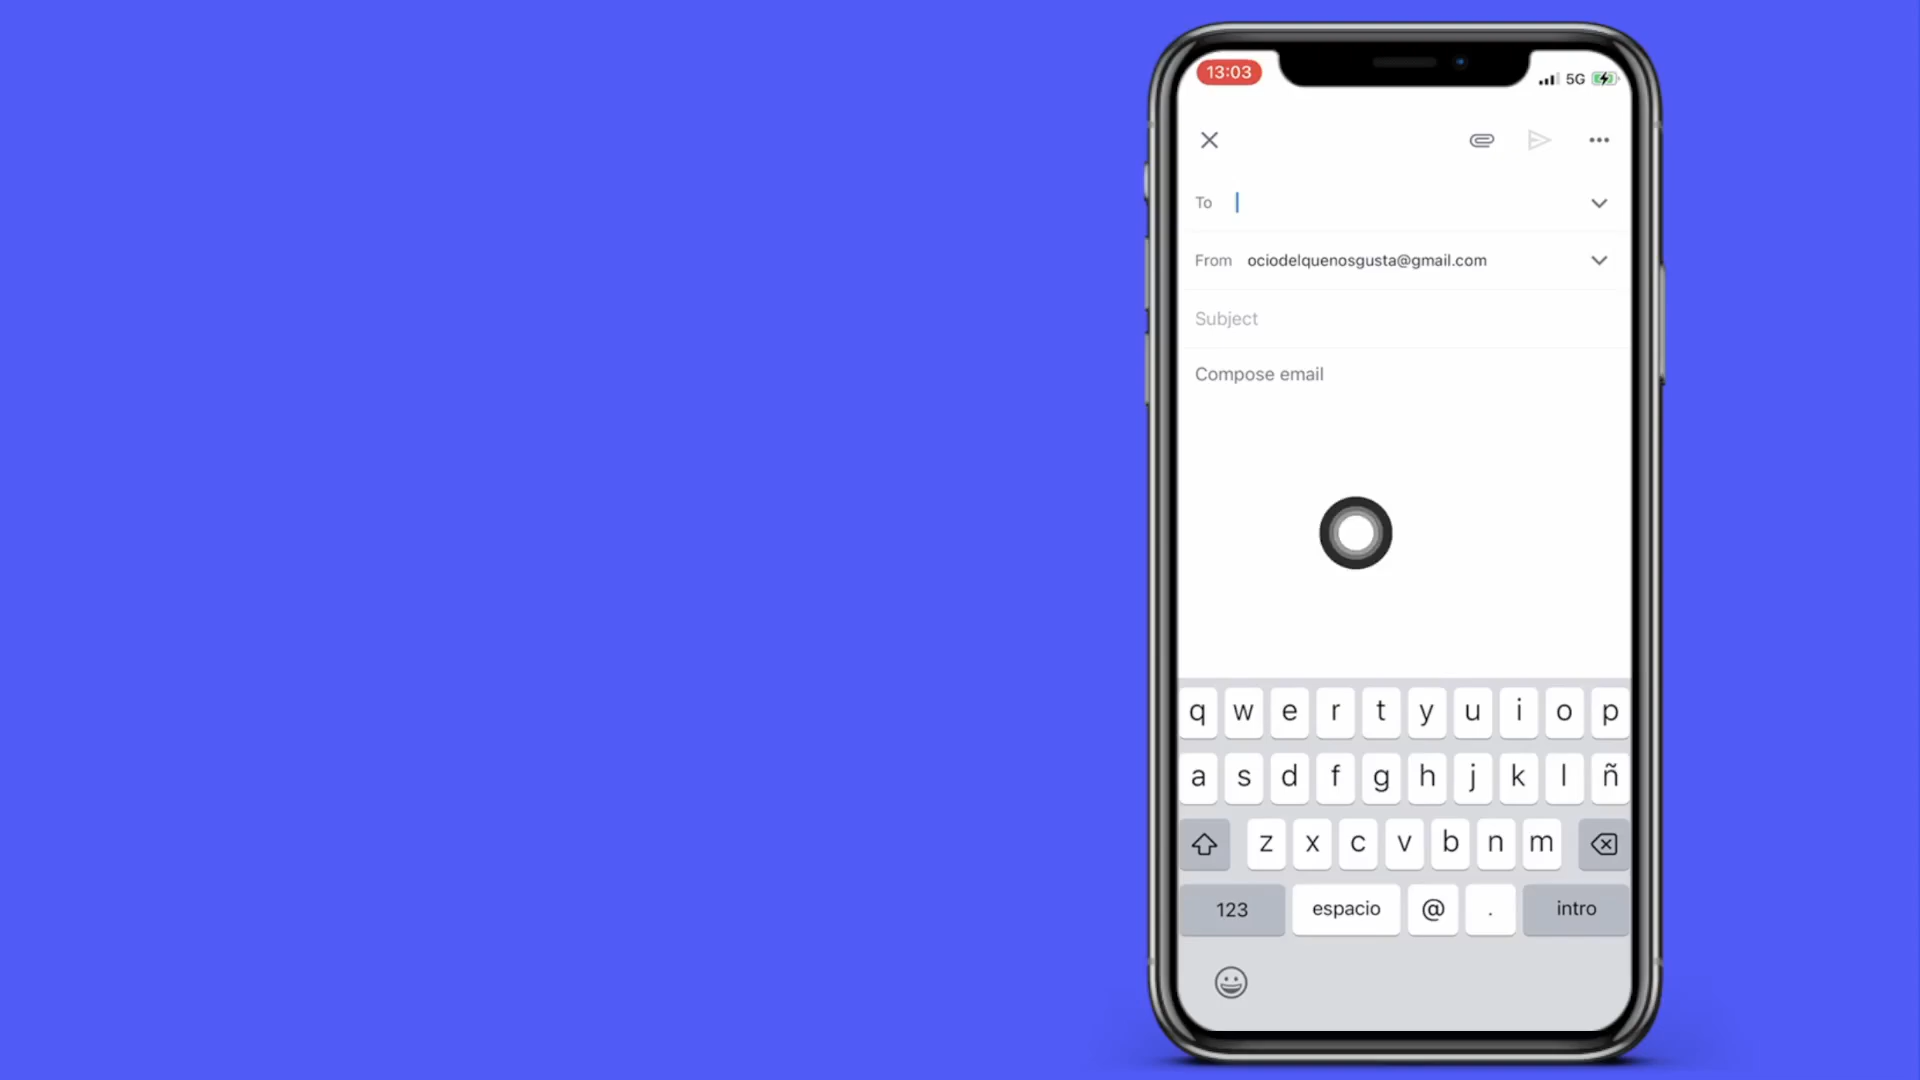 13:03
5G
To
From ociodelquenosgusta@gmail.com
Subject
Compose email
q w e r t y u i o p
a s d f g h j k l ñ
z x c v b n m
123 espacio @ . intro